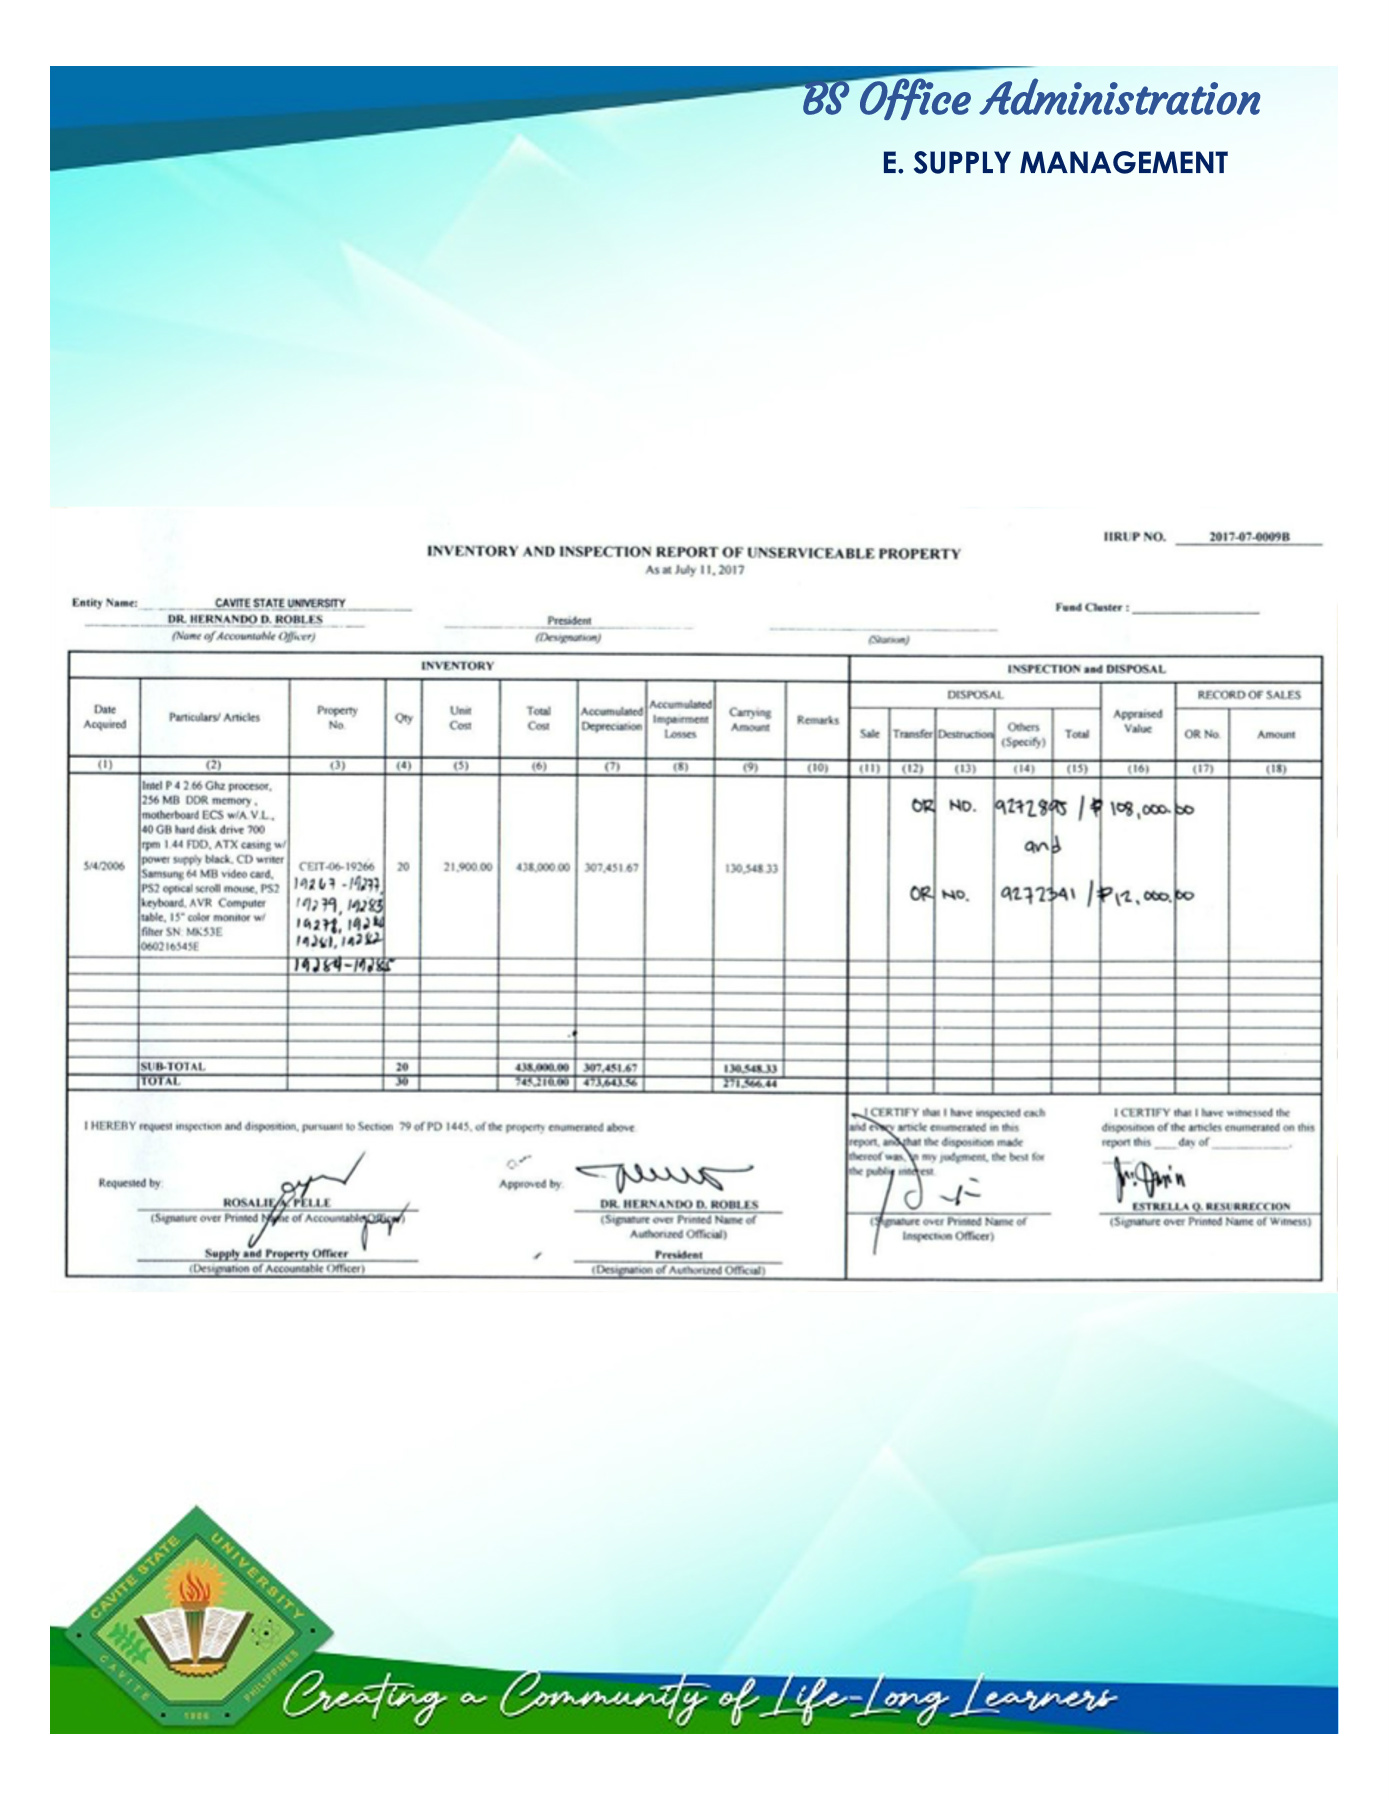 BS Office Administration
E. SUPPLY MANAGEMENT
IIRUP NO. 2017-07-0009B
INVENTORY AND INSPECTION REPORT OF UNSERVICEABLE PROPERTY
As at July 11, 2017
Entity Name: CAVITE STATE UNIVERSITY
Fund Cluster :
DR. HERNANDO D. ROBLES President
(Name of Accountable Officer) (Designation) (Station)
INVENTORY INSPECTION and DISPOSAL
DISPOSAL RECORD OF SALES
Date Acquired Particulars/ Articles Property No. Qty Unit Cost Total Cost Accumulated Depreciation Accumulated Impairment Losses Carrying Amount Remarks Sale Transfer Destruction Others (Specify) Total Appraised Value OR No. Amount
(1) (2) (3) (4) (5) (6) (7) (8) (9) (10) (11) (12) (13) (14) (15) (16) (17) (18)
Intel P 4 2.66 Ghz procesor,
256 MB DDR memory ,
motherboard ECS w/A.V.L.,
40 GB hard disk drive 700
rpm 1.44 FDD, ATX casing w/
power supply black, CD writer
Samsung 64 MB video card,
PS2 optical scroll mouse, PS2
keyboard, AVR Computer
table, 15" color monitor w/
filter SN: MK53E
060216545E
5/4/2006 CEIT-06-19266 20 21,900.00 438,000.00 307,451.67 130,548.33
19267-19277,
19279, 19283
19278, 19280
19281, 19282
19284-19285
OR NO. 9272895 / ₱ 108,000.00
and
OR NO. 9272341 / ₱12,000.00
SUB-TOTAL 20 438,000.00 307,451.67 130,548.33
TOTAL 30 745,210.00 473,643.56 271,566.44
I HEREBY request inspection and disposition, pursuant to Section 79 of PD 1445, of the property enumerated above.
Requested by:
ROSALIE A. PELLE
(Signature over Printed Name of Accountable Officer)
Supply and Property Officer
(Designation of Accountable Officer)
Approved by:
DR. HERNANDO D. ROBLES
(Signature over Printed Name of
Authorized Official)
President
(Designation of Authorized Official)
I CERTIFY that I have inspected each
and every article enumerated in this
report, and that the disposition made
thereof was, in my judgment, the best for
the public interest.
(Signature over Printed Name of
Inspection Officer)
I CERTIFY that I have witnessed the
disposition of the articles enumerated on this
report this ____ day of ____________.
ESTRELLA Q. RESURRECCION
(Signature over Printed Name of Witness)
CAVITE STATE UNIVERSITY
CAVITE PHILIPPINES
1906
Creating a Community of Life-Long Learners